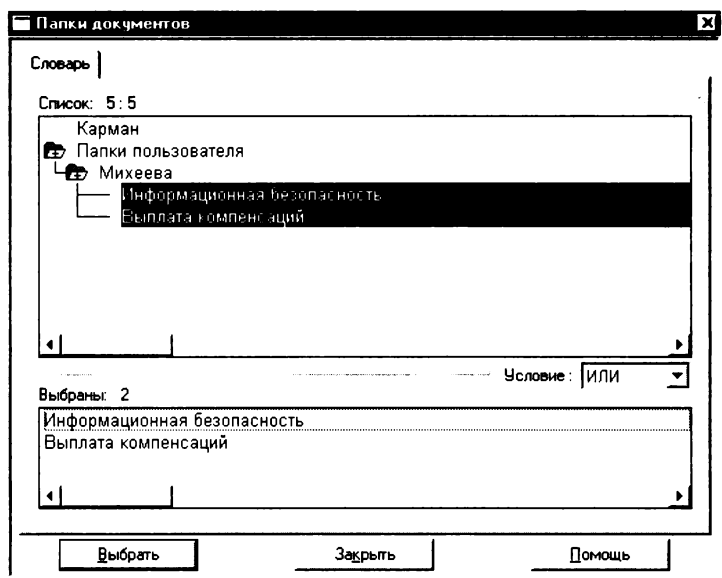 Папки документов
Словарь
Список: 5 : 5
Карман
Папки пользователя
Михеева
Информационная безопасность
Выплата компенсаций
Условие : ИЛИ
Выбраны: 2
Информационная безопасность
Выплата компенсаций
Выбрать Закрыть Помощь